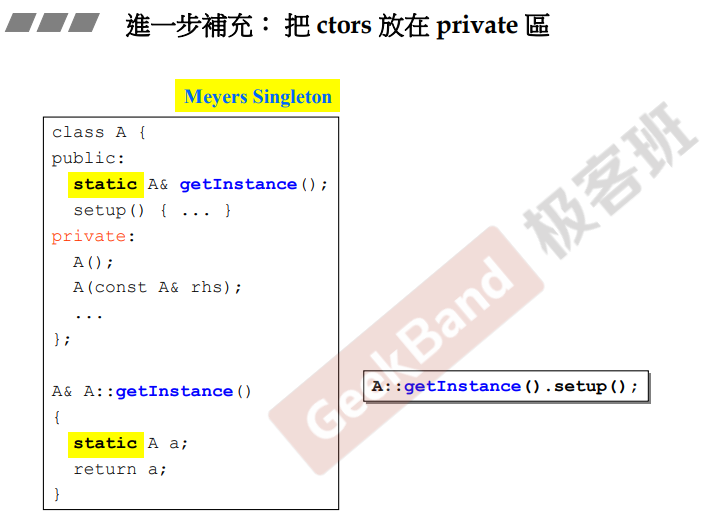 進一步補充： 把 ctors 放在 private 區
Meyers Singleton
class A {
public:
static A& getInstance();
setup() { ... }
private:
A();
A(const A& rhs);
...
};
A& A::getInstance()
{
static A a;
return a;
}
A::getInstance().setup();
GeekBand 极客班